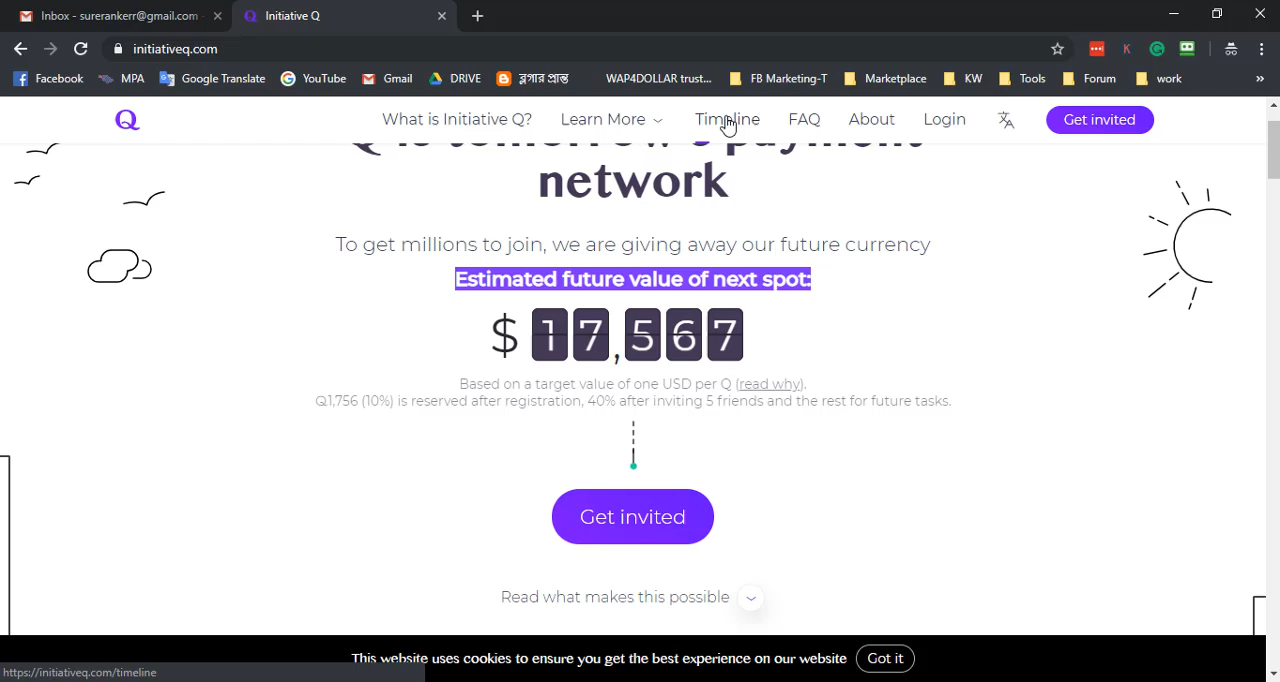 Inbox - surerankerr@gmail.com
Initiative Q
initiativeq.com
Facebook MPA Google Translate YouTube Gmail DRIVE ব্লগার প্রান্ত WAP4DOLLAR trust... FB Marketing-T Marketplace KW Tools Forum work »
Q What is Initiative Q? Learn More Timeline FAQ About Login Get invited
Q is tomorrow's payment
network
To get millions to join, we are giving away our future currency
Estimated future value of next spot:
$ 17,567
Based on a target value of one USD per Q (read why).
Q1,756 (10%) is reserved after registration, 40% after inviting 5 friends and the rest for future tasks.
Get invited
Read what makes this possible
This website uses cookies to ensure you get the best experience on our website Got it
https://initiativeq.com/timeline